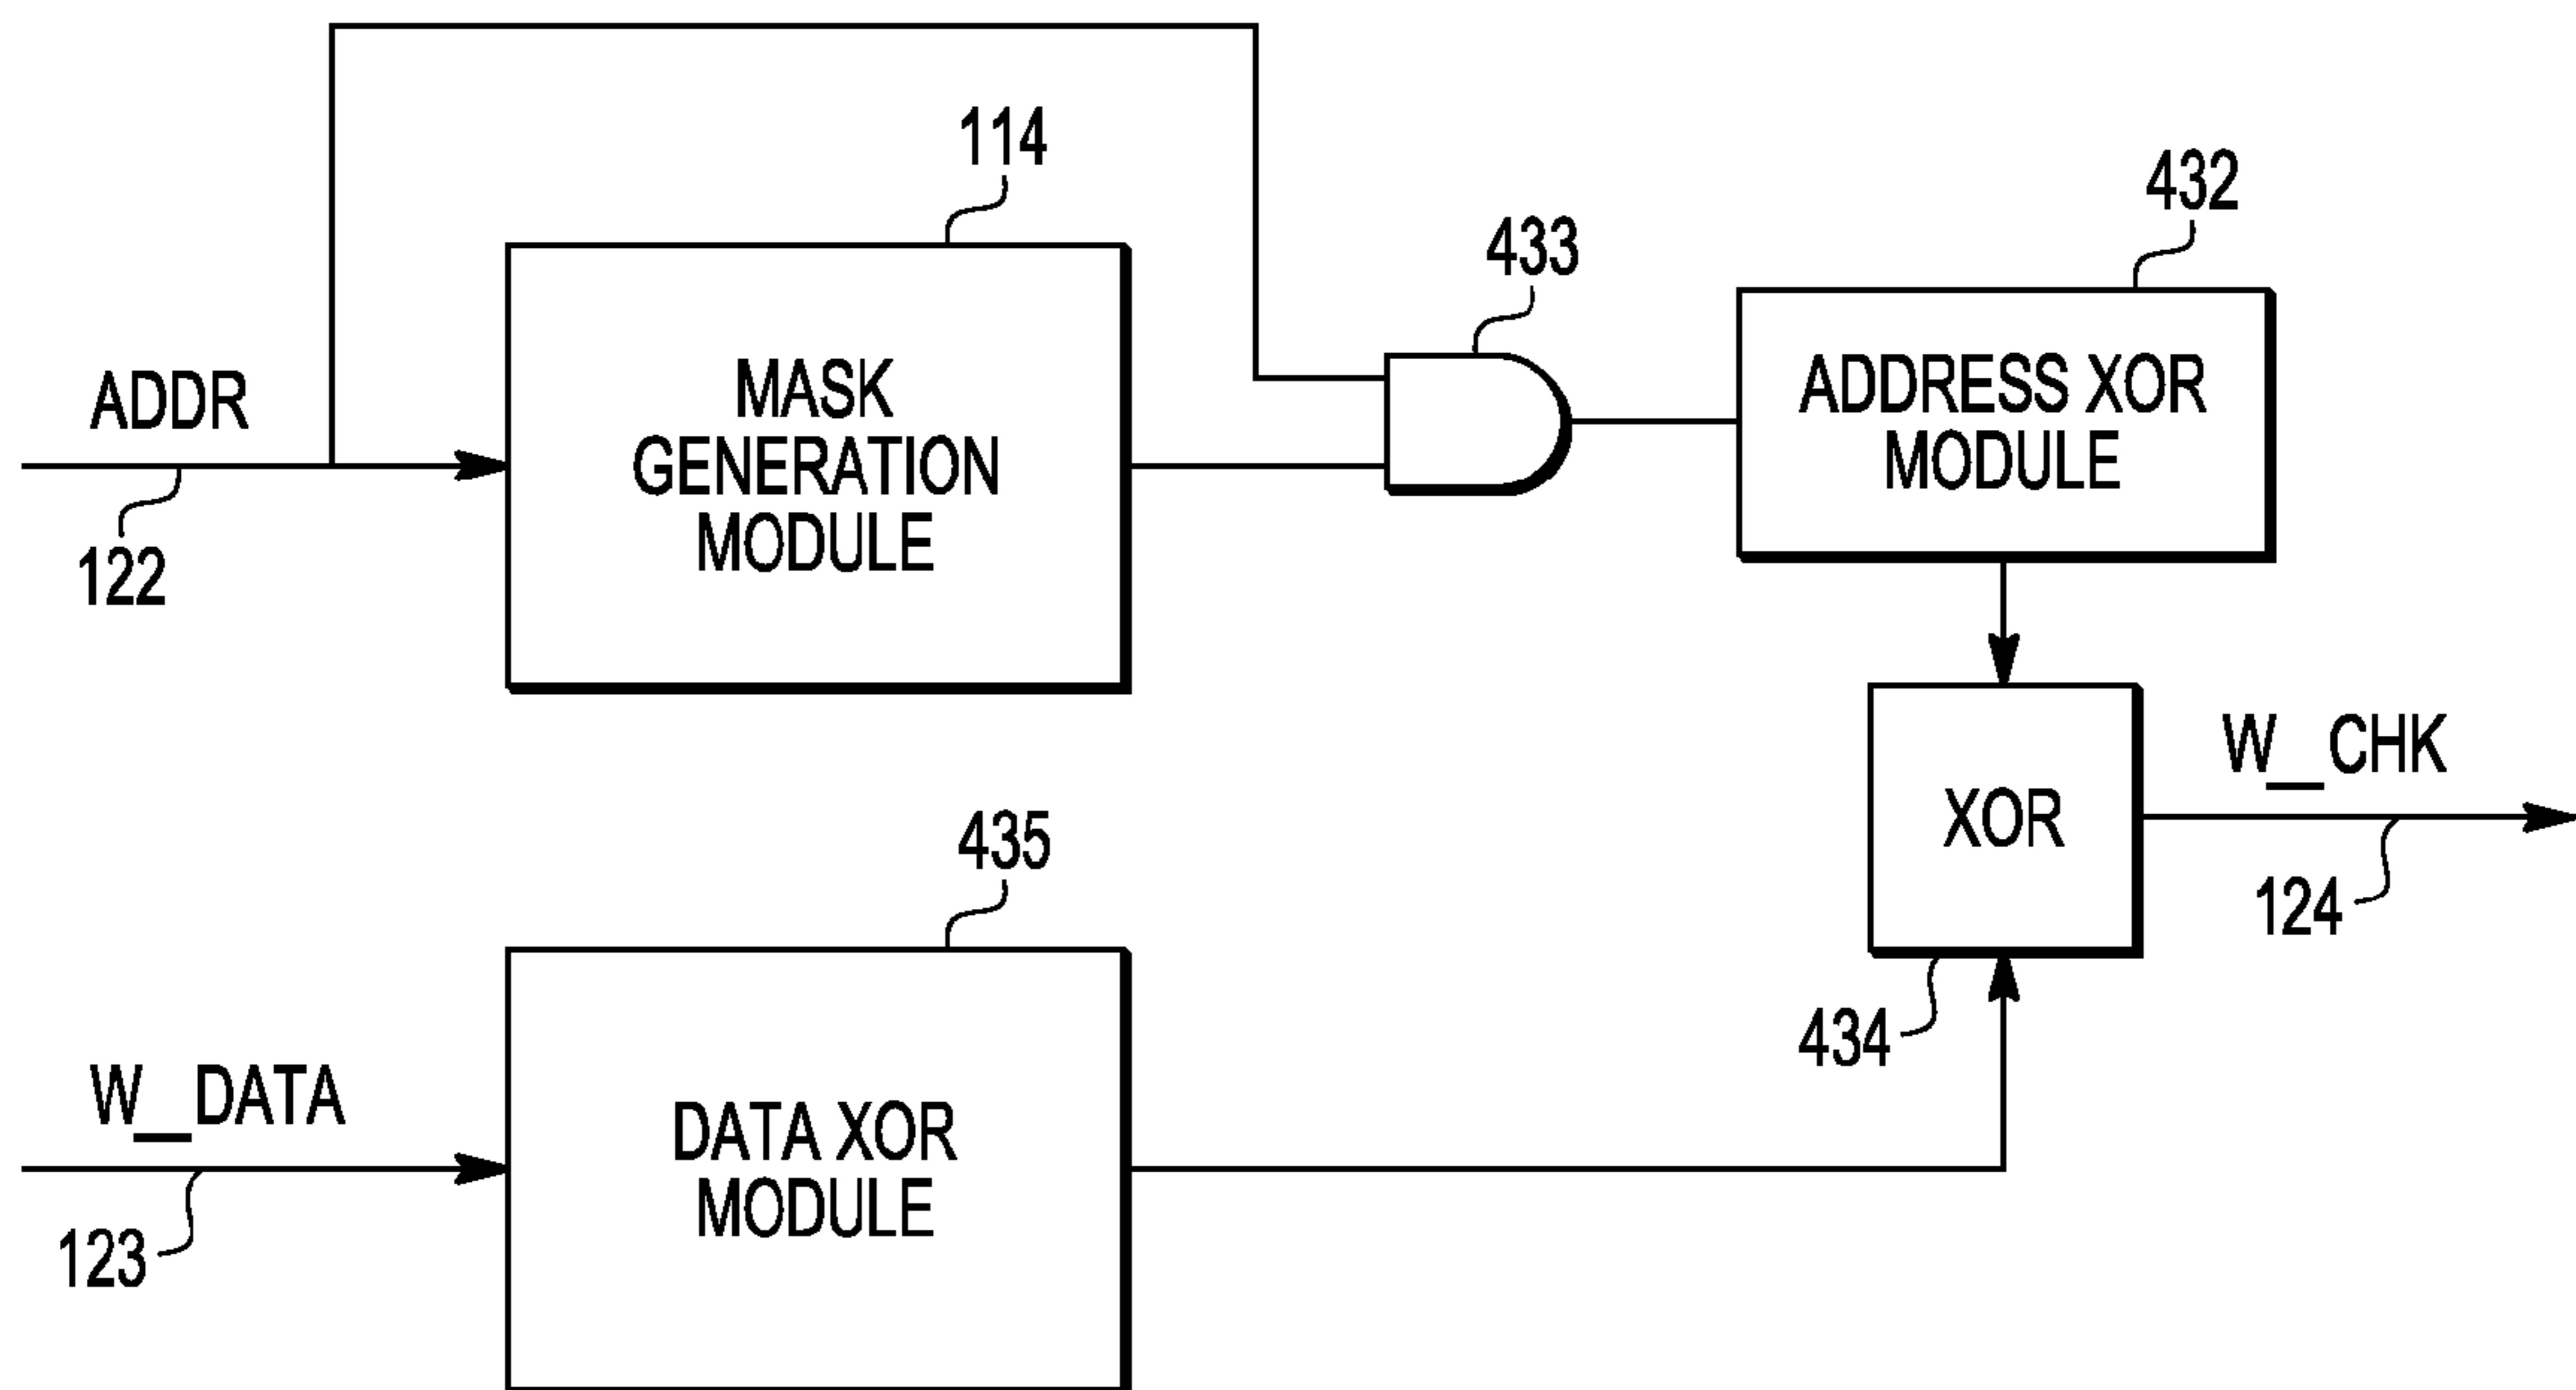 114
432
433
ADDR
122
MASK
GENERATION
MODULE
ADDRESS XOR
MODULE
W_CHK
XOR
124
434
435
W_DATA
123
DATA XOR
MODULE